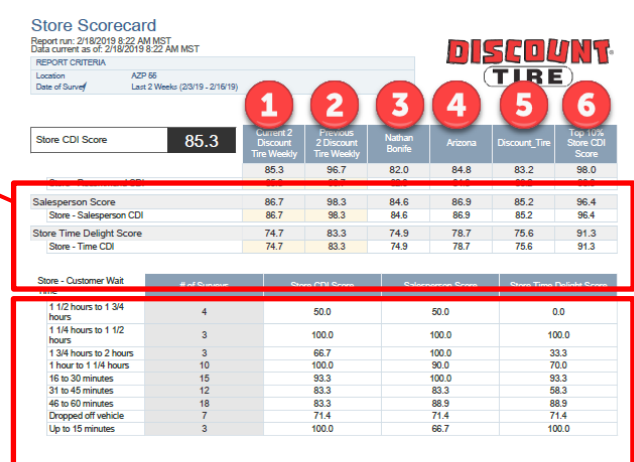 Store Scorecard
Report run: 2/18/2019 8:22 AM MST
Data current as of: 2/18/2019 8:22 AM MST
DISCOUNT
TIRE
REPORT CRITERIA
Location AZP 66
Date of Survey Last 2 Weeks (2/3/19 - 2/16/19)
1 2 3 4 5 6
Store CDI Score 85.3 Current 2 Discount Tire Weekly Previous 2 Discount Tire Weekly Nathan Bonife Arizona Discount_Tire Top 10% Store CDI Score
85.3 96.7 82.0 84.8 83.2 98.0
Salesperson Score 86.7 98.3 84.6 86.9 85.2 96.4
Store - Salesperson CDI 86.7 98.3 84.6 86.9 85.2 96.4
Store Time Delight Score 74.7 83.3 74.9 78.7 75.6 91.3
Store - Time CDI 74.7 83.3 74.9 78.7 75.6 91.3
Store - Customer Wait Time # of Surveys Store CDI Score Salesperson Score Store Time Delight Score
1 1/2 hours to 1 3/4 hours 4 50.0 50.0 0.0
1 1/4 hours to 1 1/2 hours 3 100.0 100.0 100.0
1 3/4 hours to 2 hours 3 66.7 100.0 33.3
1 hour to 1 1/4 hours 10 100.0 90.0 70.0
16 to 30 minutes 15 93.3 100.0 93.3
31 to 45 minutes 12 83.3 83.3 58.3
46 to 60 minutes 18 83.3 88.9 88.9
Dropped off vehicle 7 71.4 71.4 71.4
Up to 15 minutes 3 100.0 66.7 100.0